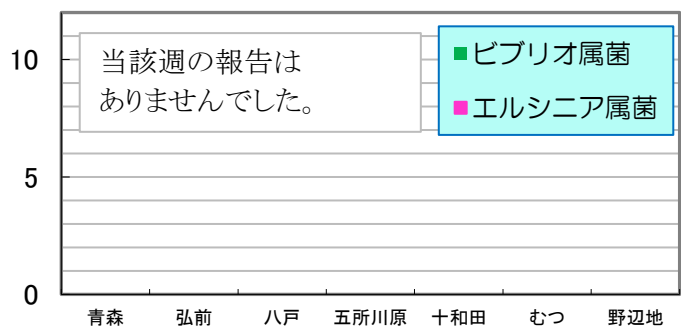 10
5
0
当該週の報告は
ありませんでした。
ビブリオ属菌
エルシニア属菌
青森 弘前 八戸 五所川原 十和田 むつ 野辺地